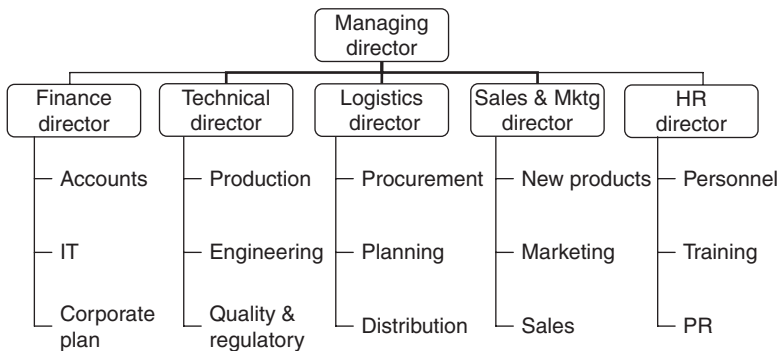 Managing
director
Finance
director
Technical
director
Logistics
director
Sales & Mktg
director
HR
director
Accounts
Production
Procurement
New products
Personnel
IT
Engineering
Planning
Marketing
Training
Corporate
plan
Quality &
regulatory
Distribution
Sales
PR